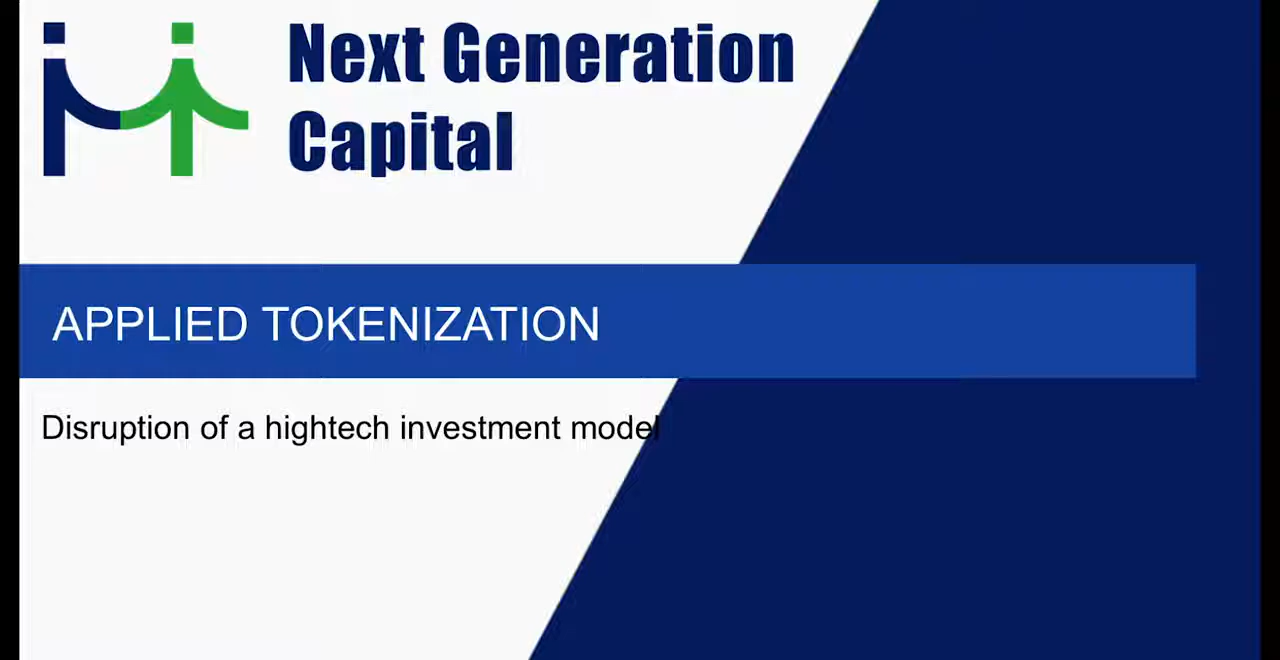 Next Generation
Capital
APPLIED TOKENIZATION
Disruption of a hightech investment model